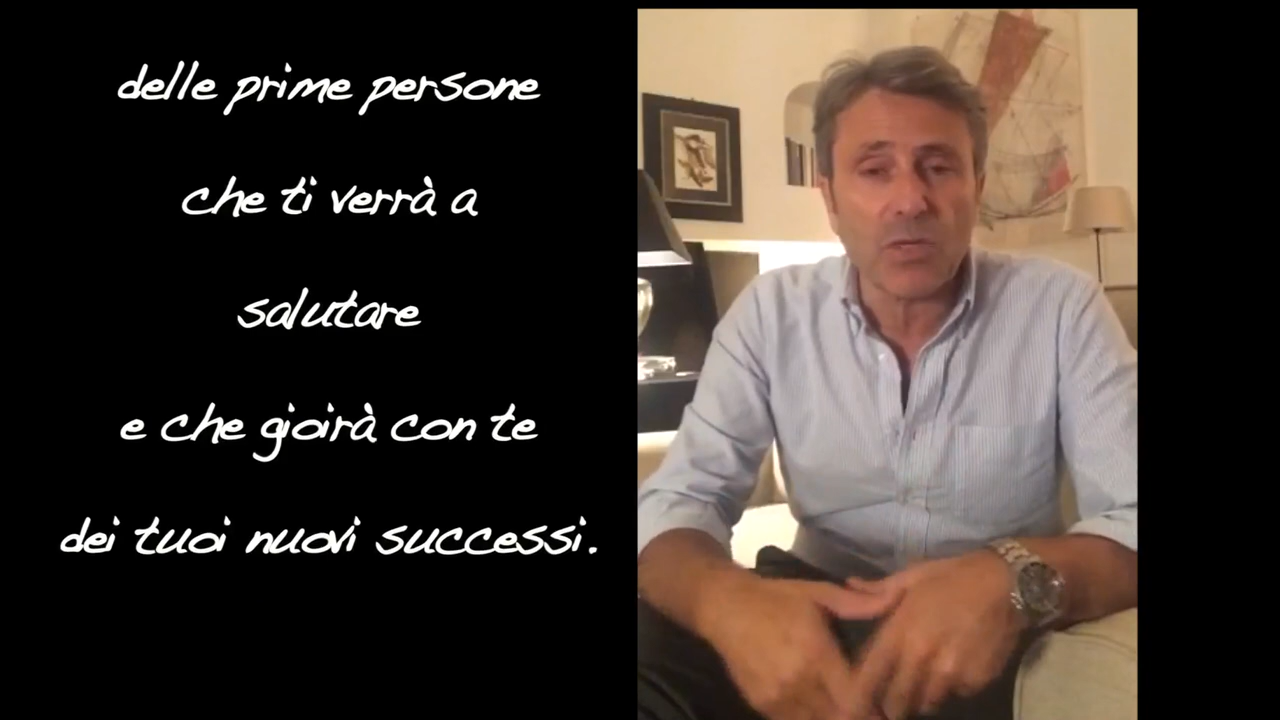 delle prime persone
che ti verrà a
salutare
e che gioirà con te
dei tuoi nuovi successi.